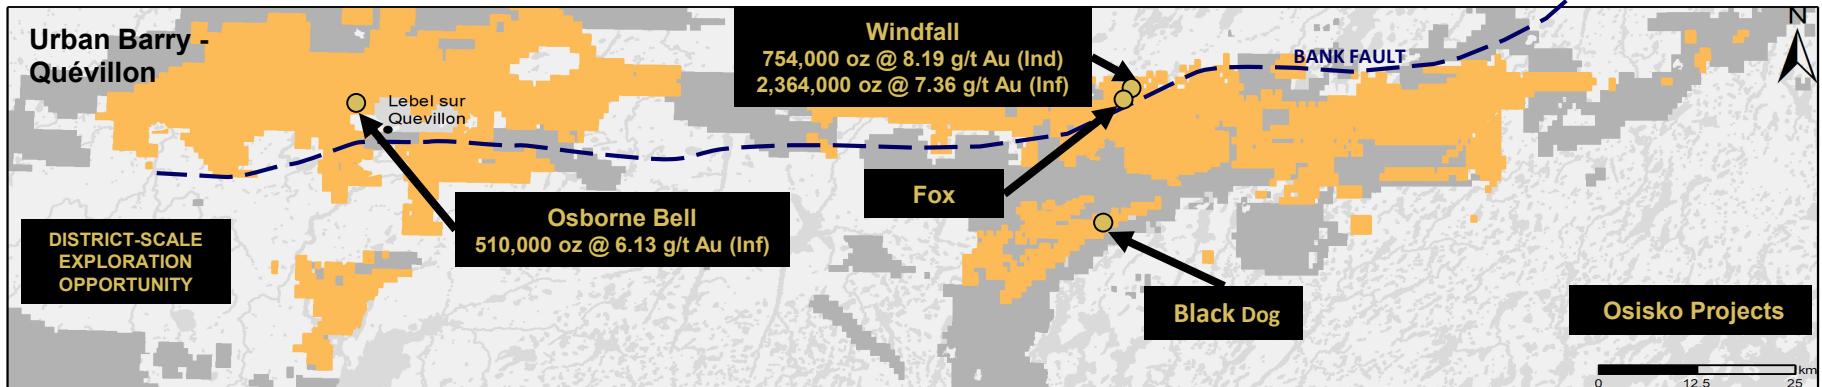 Urban Barry -
Quévillon
Windfall
754,000 oz @ 8.19 g/t Au (Ind)
2,364,000 oz @ 7.36 g/t Au (Inf)
BANK FAULT
N
Lebel sur
Quevillon
Fox
Osborne Bell
510,000 oz @ 6.13 g/t Au (Inf)
DISTRICT-SCALE
EXPLORATION
OPPORTUNITY
Black Dog
Osisko Projects
km
0 12.5 25